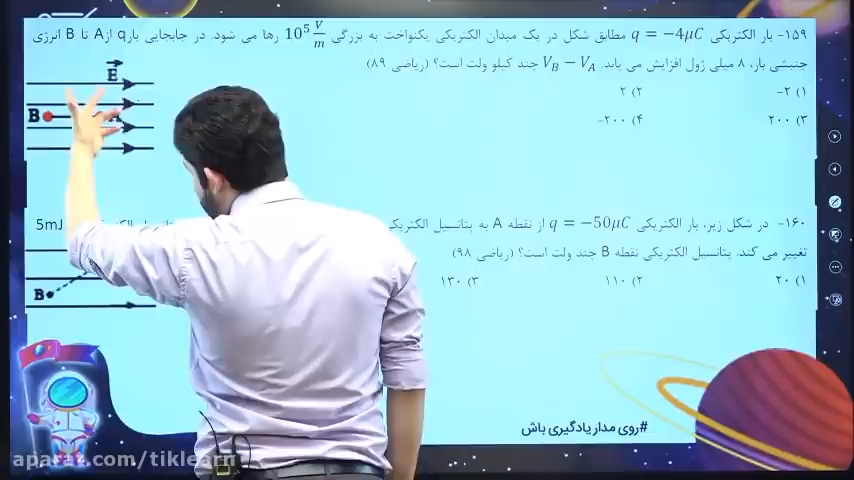 ۱۵۹- بار الکتریکی q = −4μC مطابق شکل در یک میدان الکتریکی یکنواخت به بزرگی 10⁵ V/m رها می شود. در جابجایی بار q از A تا B انرژی
جنبشی بار، ۸ میلی ژول افزایش می یابد. V_B − V_A چند کیلو ولت است؟ (ریاضی ۸۹)
۱) ۲-
۲) ۲
۳) ۲۰۰
۴) ۲۰۰-
E
B
۱۶۰- در شکل زیر، بار الکتریکی q = −50μC از نقطه A به پتانسیل الکتریکی
5mJ
تغییر می کند. پتانسیل الکتریکی نقطه B چند ولت است؟ (ریاضی ۹۸)
۱) ۲۰
۲) ۱۱۰
۳) ۱۳۰
B
#روی مدار یادگیری باش
aparat.com/tiklearn